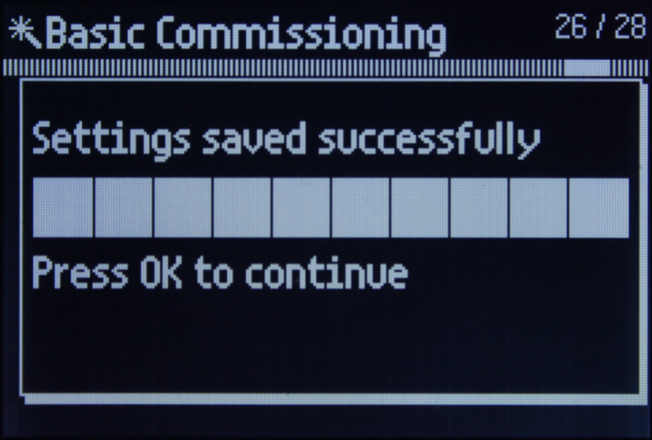 Basic Commissioning 26 / 28
Settings saved successfully
Press OK to continue